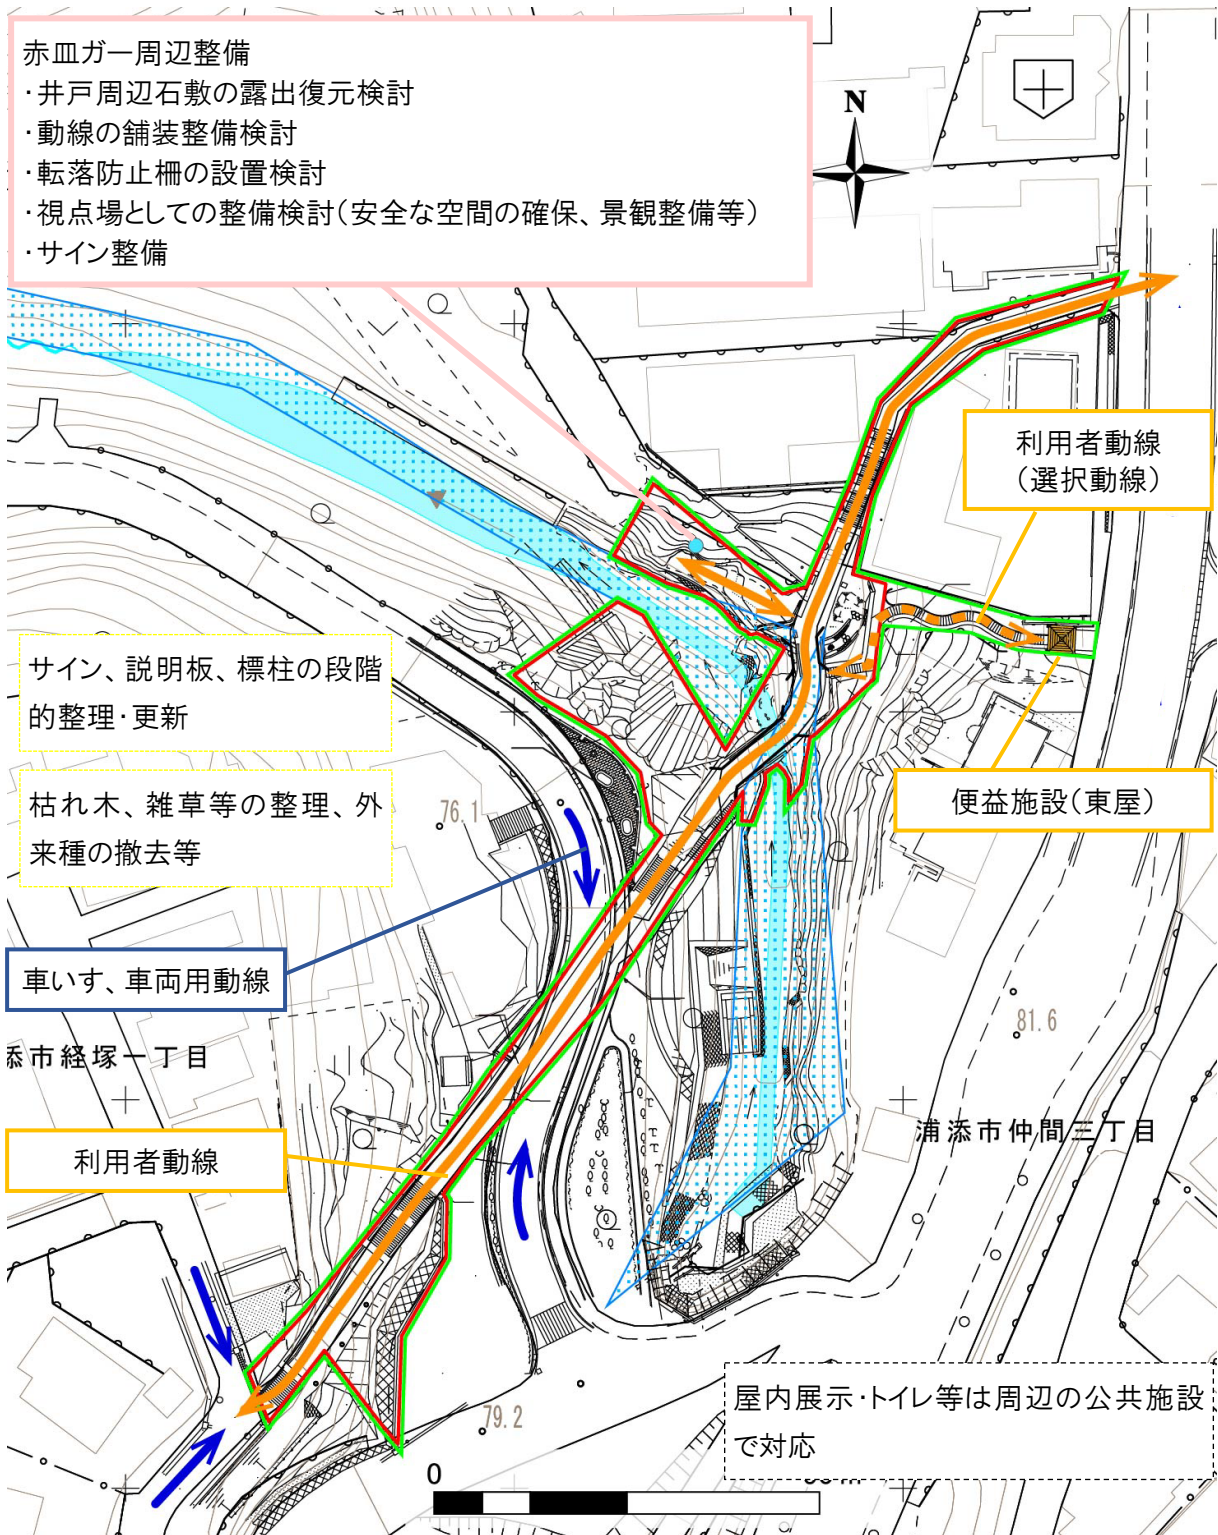 赤皿ガー周辺整備
・井戸周辺石敷の露出復元検討
・動線の舗装整備検討
・転落防止柵の設置検討
・視点場としての整備検討（安全な空間の確保、景観整備等）
・サイン整備
N
利用者動線
（選択動線）
サイン、説明板、標柱の段階
的整理・更新
枯れ木、雑草等の整理、外
来種の撤去等
76.1
便益施設（東屋）
車いす、車両用動線
81.6
添市経塚一丁目
浦添市仲間三丁目
利用者動線
屋内展示・トイレ等は周辺の公共施設
で対応
79.2
0